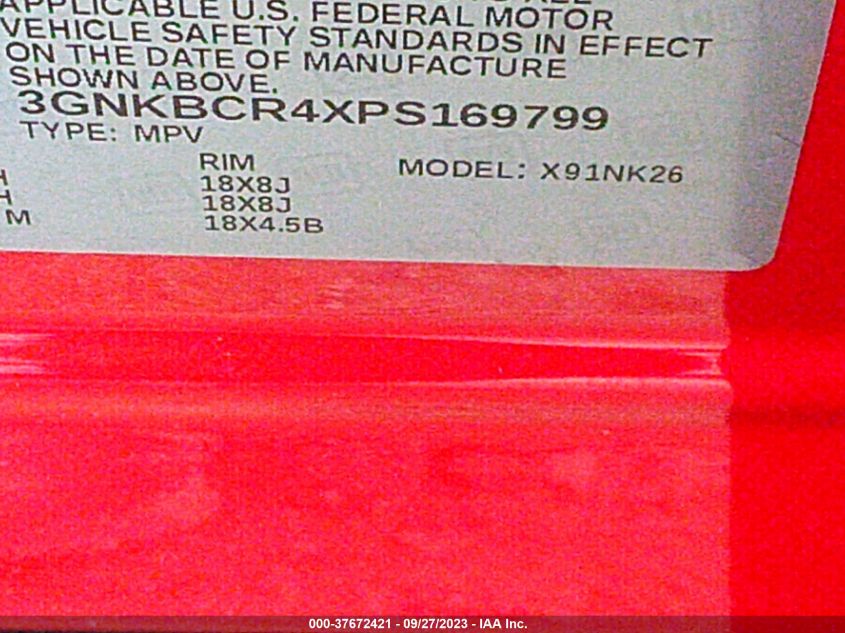 APPLICABLE U.S. FEDERAL MOTOR
VEHICLE SAFETY STANDARDS IN EFFECT
ON THE DATE OF MANUFACTURE
SHOWN ABOVE.
3GNKBCR4XPS169799
TYPE: MPV
RIM
MODEL: X91NK26
H 18X8J
H 18X8J
M 18X4.5B
000-37672421 - 09/27/2023 - IAA Inc.